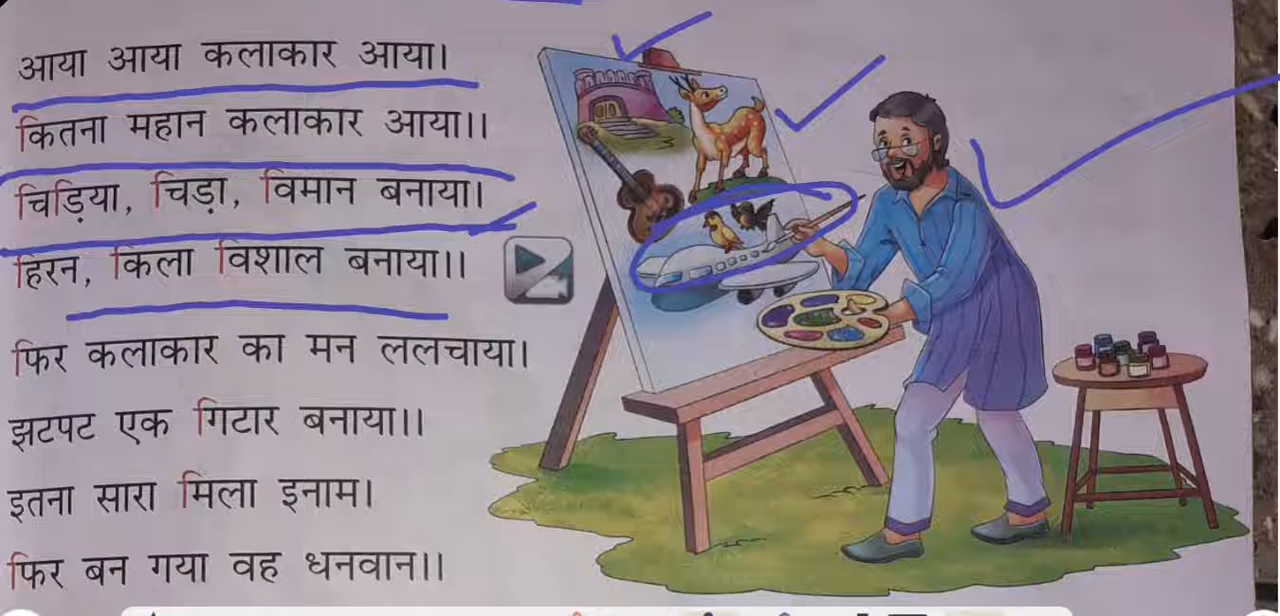 आया आया कलाकार आया।
कितना महान कलाकार आया।।
चिड़िया, चिड़ा, विमान बनाया।
हिरन, किला विशाल बनाया।।
फिर कलाकार का मन ललचाया।
झटपट एक गिटार बनाया।।
इतना सारा मिला इनाम।
फिर बन गया वह धनवान।।